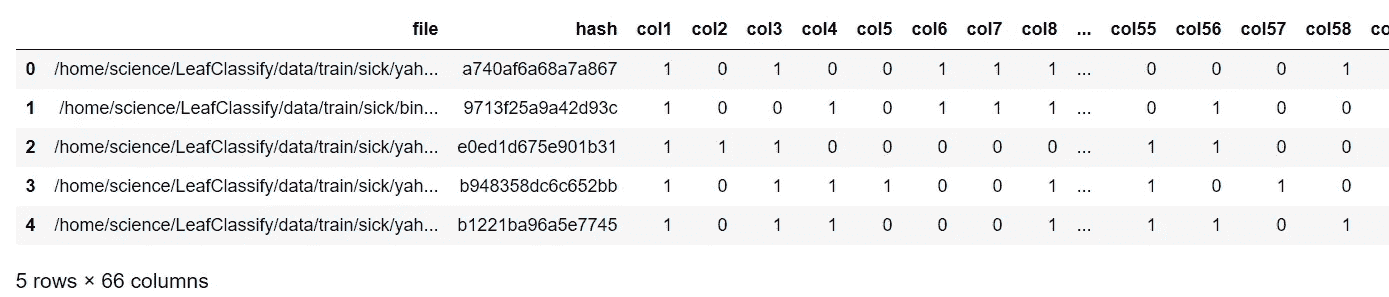 file hash col1 col2 col3 col4 col5 col6 col7 col8 ... col55 col56 col57 col58 co
0 /home/science/LeafClassify/data/train/sick/yah... a740af6a68a7a867 1 0 1 0 0 1 1 1 ... 0 0 0 1
1 /home/science/LeafClassify/data/train/sick/bin... 9713f25a9a42d93c 1 0 0 1 0 1 1 1 ... 0 1 0 0
2 /home/science/LeafClassify/data/train/sick/yah... e0ed1d675e901b31 1 1 1 0 0 0 0 0 ... 1 1 0 0
3 /home/science/LeafClassify/data/train/sick/yah... b948358dc6c652bb 1 0 1 1 1 0 0 1 ... 1 0 1 0
4 /home/science/LeafClassify/data/train/sick/yah... b1221ba96a5e7745 1 0 1 1 0 0 0 1 ... 1 1 0 1
5 rows × 66 columns